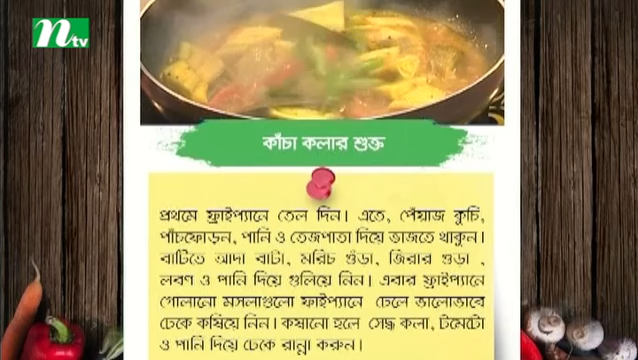 ntv
কাঁচা কলার শুক্ত
প্রথমে ফ্রাইপ্যানে তেল দিন। এতে, পেঁয়াজ কুচি,
পাঁচফোড়ন, পানি ও তেজপাতা দিয়ে ভাজতে থাকুন।
বাটিতে আদা বাটা, মরিচ গুঁড়া, জিরার গুড়া ,
লবণ ও পানি দিয়ে গুলিয়ে নিন। এবার ফ্রাইপ্যানে
গোলানো মসলাগুলো ফাইপ্যানে ঢেলে ভালোভাবে
ঢেকে কষিয়ে নিন। কষানো হলে সেদ্ধ কলা, টমেটো
ও পানি দিয়ে ঢেকে রান্না করুন।